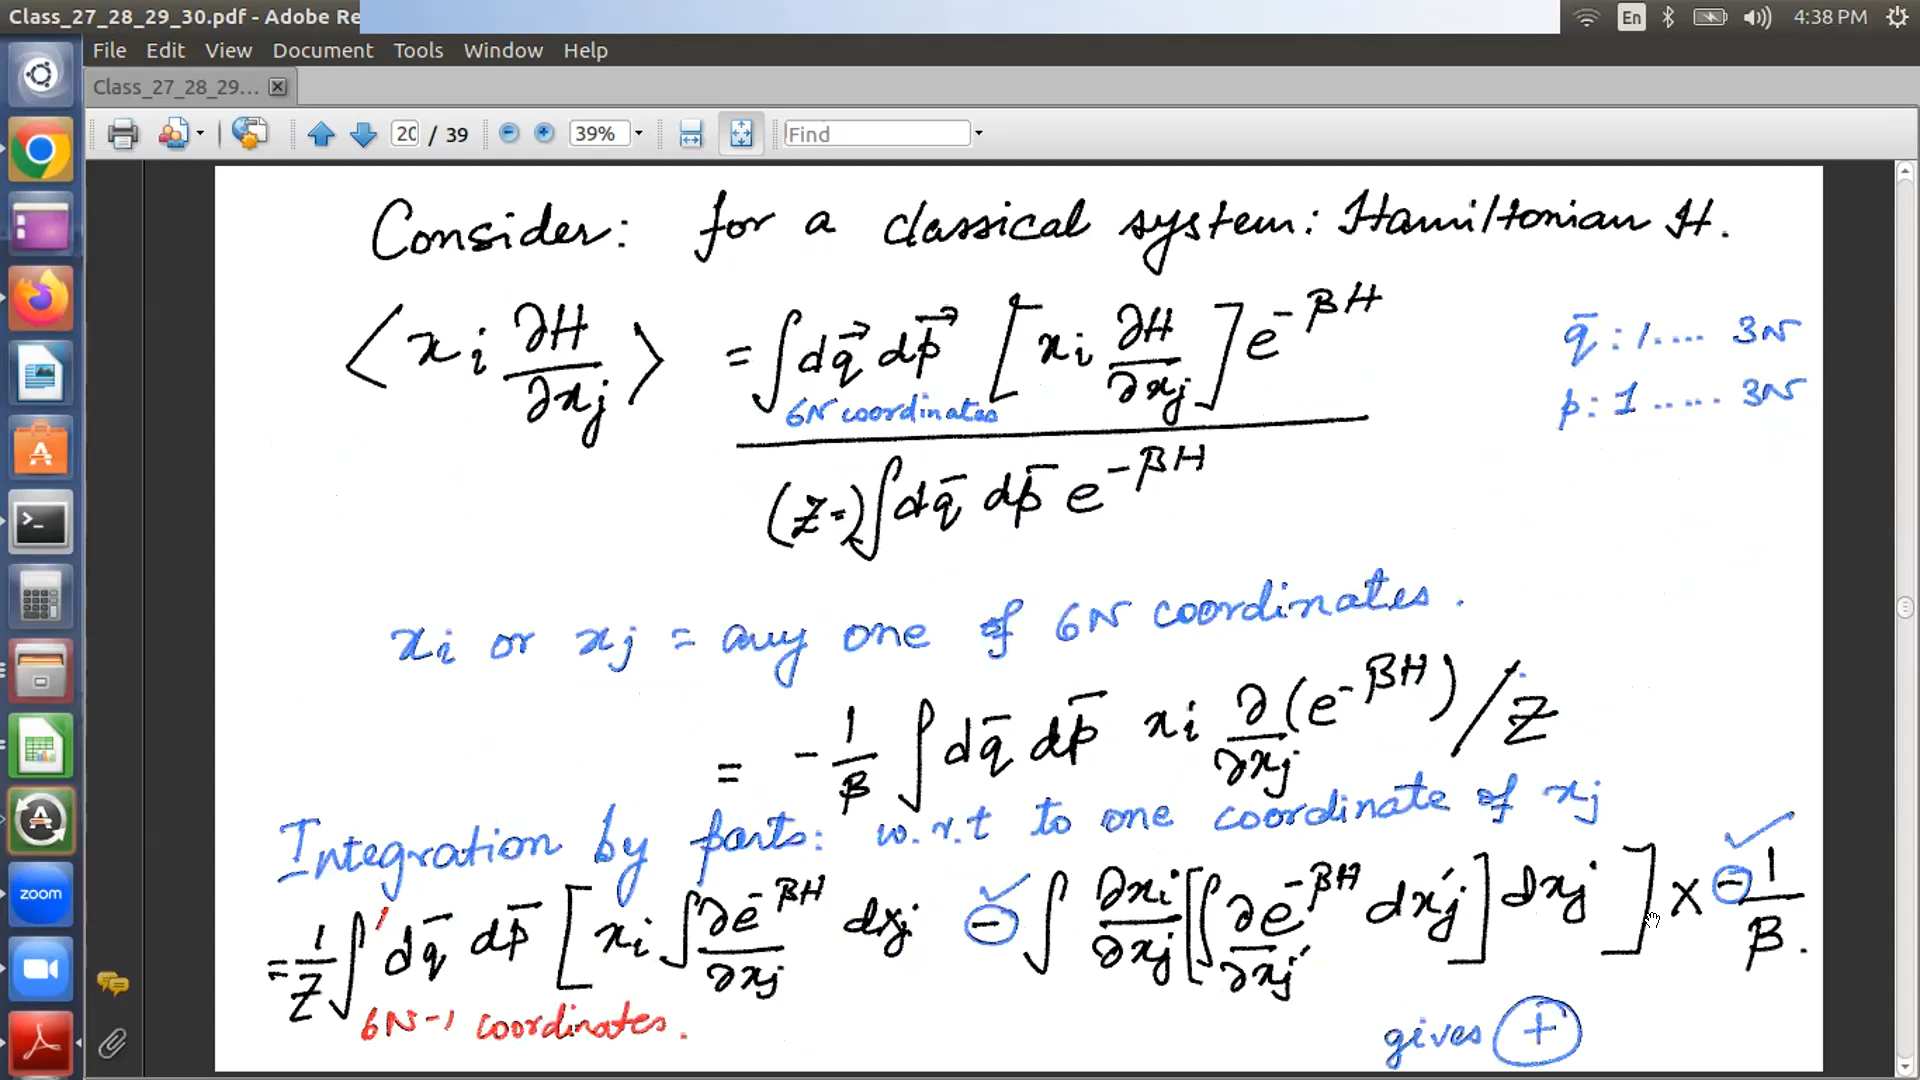 Class_27_28_29_30.pdf - Adobe Re
En
4:38 PM
File Edit View Document Tools Window Help
Class_27_28_29...
20 / 39 39% Find
Consider: for a classical system: Hamiltonian H.
⟨ xi ∂H/∂xj ⟩ = ∫ dq⃗ dp⃗ [ xi ∂H/∂xj ] e^-βH
6N coordinates
(Z=) ∫ dq̄ dp̄ e^-βH
q̄ : 1.... 3N
p : 1 ..... 3N
xi or xj = any one of 6N coordinates.
= - 1/β ∫ dq̄ dp̄ xi ∂/∂xj (e^-βH) / Z
Integration by parts: w.r.t to one coordinate of xj
= 1/Z ∫' dq̄ dp̄ [ xi ∫ ∂e^-βH/∂xj dxj - ∫ ∂xi/∂xj [ ∫ ∂e^-βH/∂xj' dxj' ] dxj ] × - 1/β .
6N-1 coordinates.
gives +
zoom